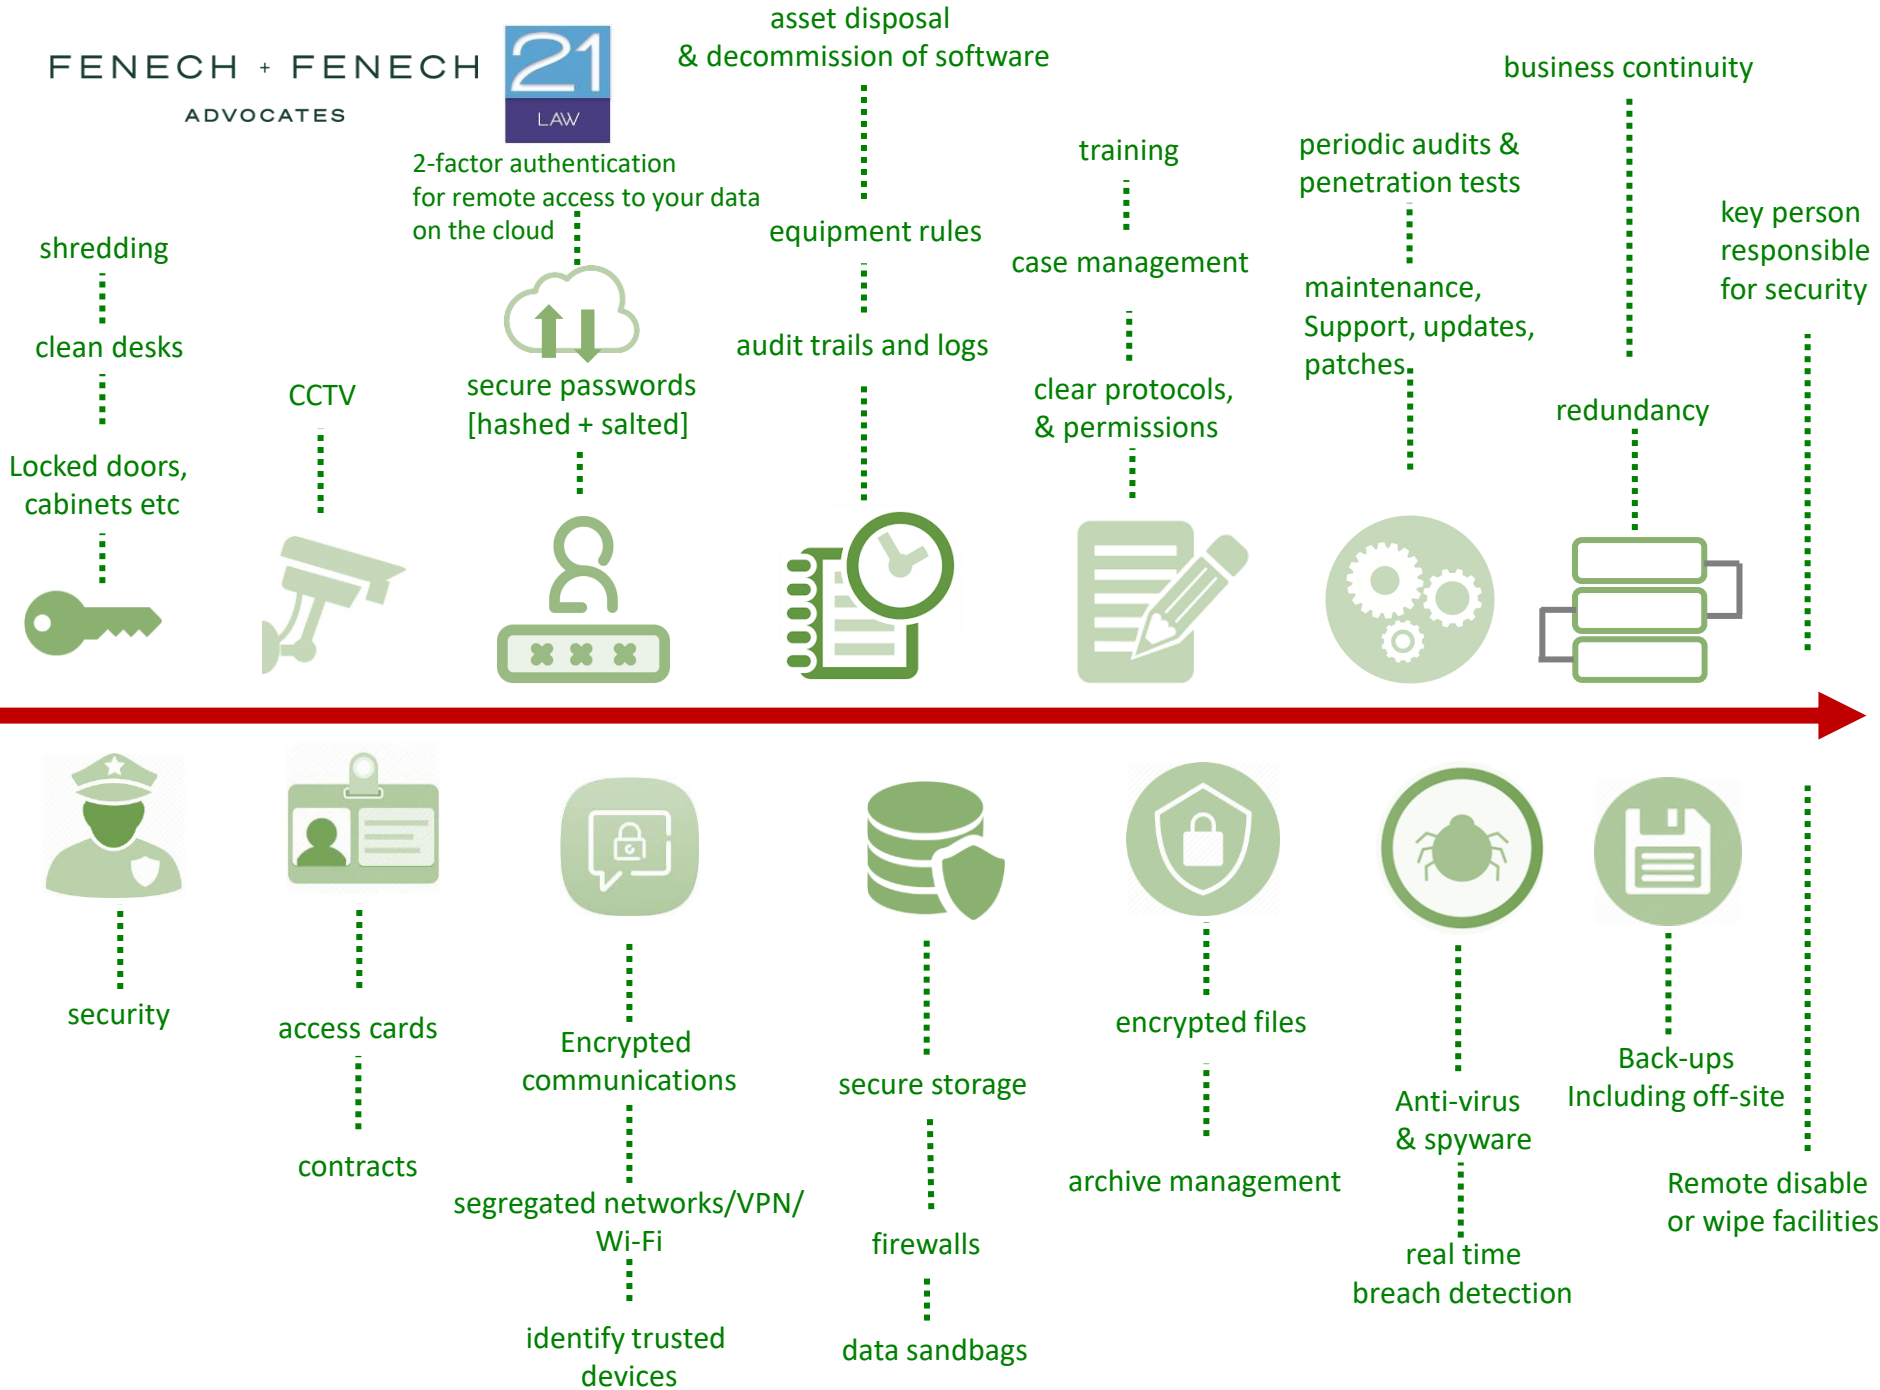 FENECH + FENECH
ADVOCATES
21
LAW
asset disposal
& decommission of software
business continuity
2-factor authentication
for remote access to your data
on the cloud
training
periodic audits &
penetration tests
key person
responsible
for security
shredding
equipment rules
case management
maintenance,
Support, updates,
patches
clean desks
audit trails and logs
CCTV
secure passwords
[hashed + salted]
clear protocols,
& permissions
redundancy
Locked doors,
cabinets etc
security
access cards
contracts
Encrypted
communications
segregated networks/VPN/
Wi-Fi
identify trusted
devices
secure storage
firewalls
data sandbags
encrypted files
archive management
Anti-virus
& spyware
real time
breach detection
Back-ups
Including off-site
Remote disable
or wipe facilities